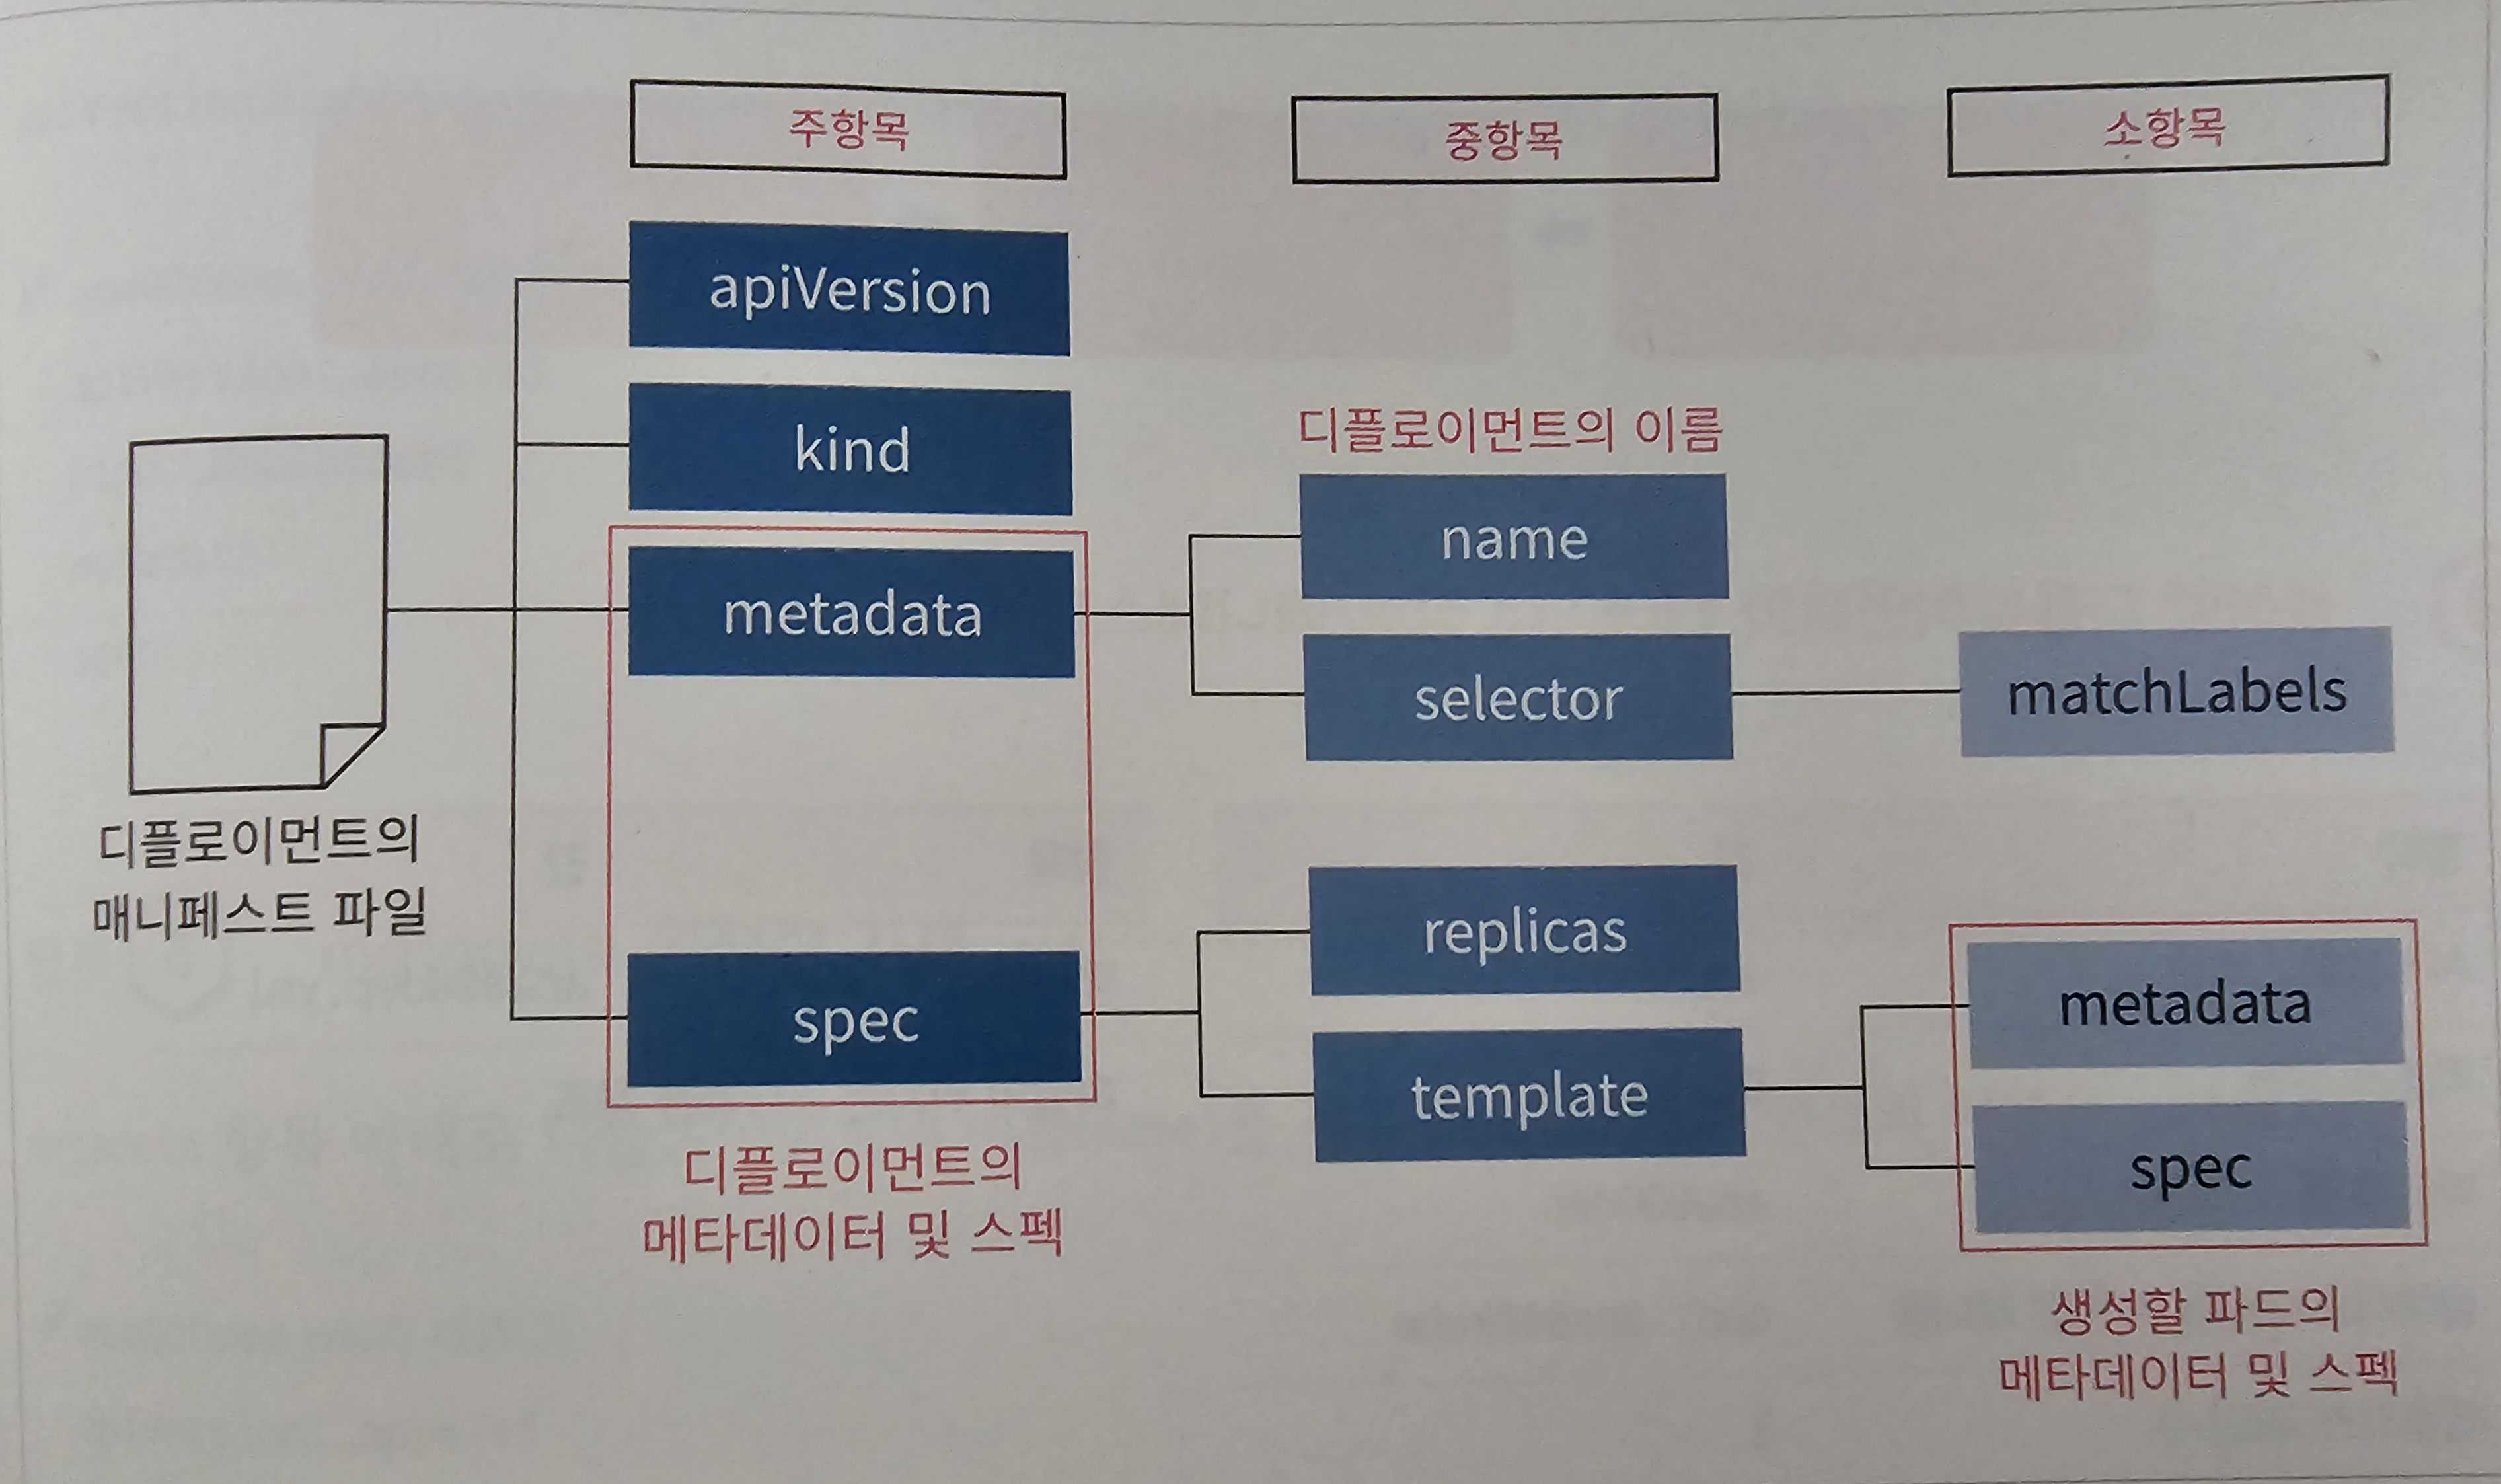 주항목
중항목
소항목
apiVersion
kind
디플로이먼트의 이름
name
metadata
selector
matchLabels
디플로이먼트의
매니페스트 파일
replicas
spec
metadata
template
spec
디플로이먼트의
메타데이터 및 스펙
생성할 파드의
메타데이터 및 스펙